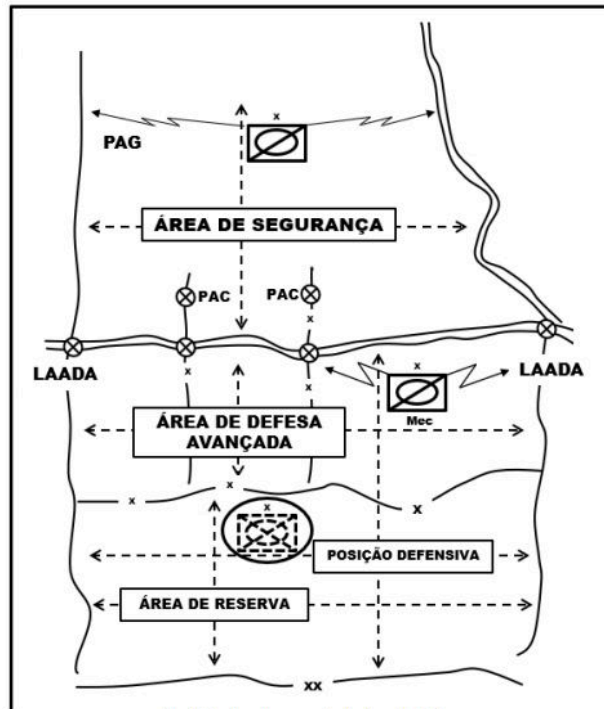 x
PAG
ÁREA DE SEGURANÇA
PAC
PAC
x
LAADA
x
LAADA
x
x
x
Mec
ÁREA DE DEFESA
AVANÇADA
x
x
x
x
POSIÇÃO DEFENSIVA
ÁREA DE RESERVA
xx